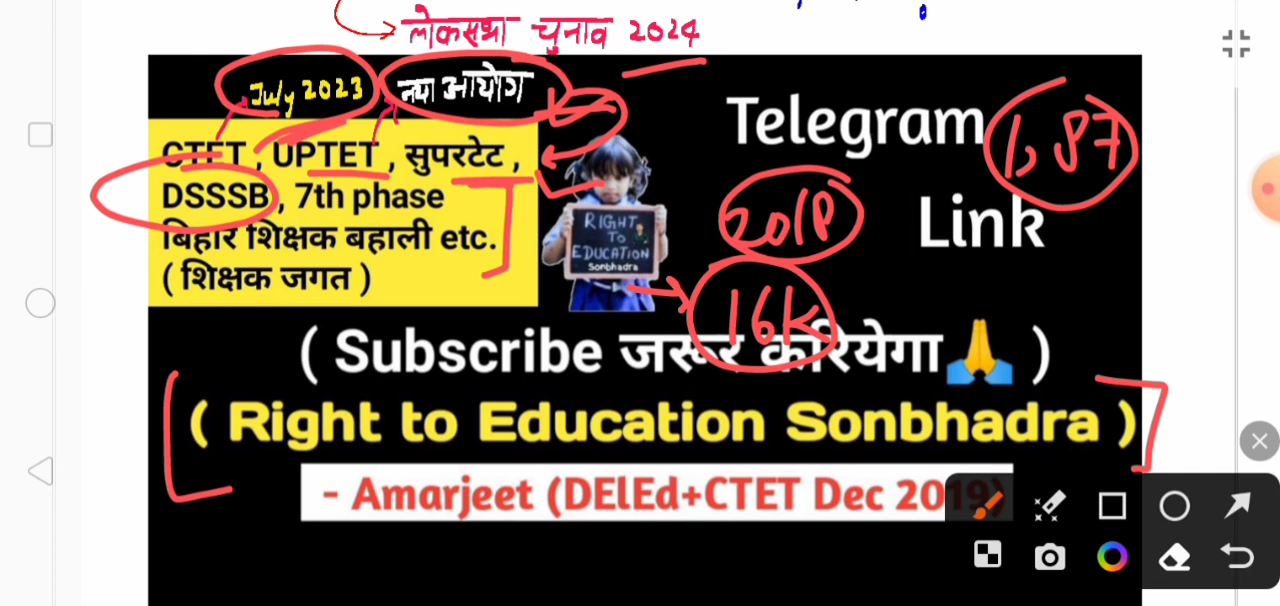 लोकसभा चुनाव 2024
July 2023 नया आयोग
CTET, UPTET, सुपरटेट,
DSSSB, 7th phase
बिहार शिक्षक बहाली etc.
( शिक्षक जगत )
RIGHT
TO
EDUCATION
Sonbhadra
Telegram
Link
1,87
2018
16K
( Subscribe जरूर करियेगा🙏 )
( Right to Education Sonbhadra )
- Amarjeet (DElEd+CTET Dec 2019)